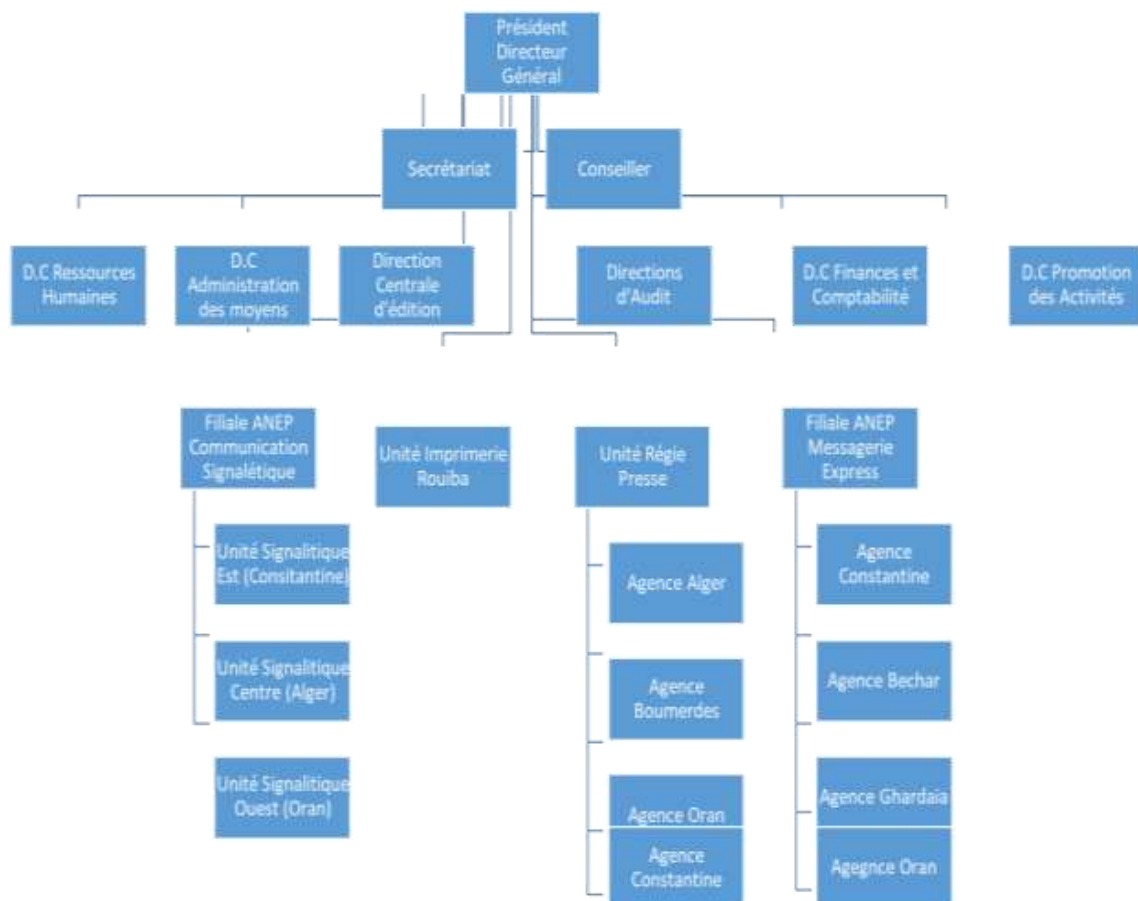 Président
Directeur
Général
Secrétariat
Conseiller
D.C Ressources
Humaines
D.C
Administration
des moyens
Direction
Centrale
d'édition
Directions
d'Audit
D.C Finances et
Comptabilité
D.C Promotion
des Activités
Filiale ANEP
Communication
Signalétique
Unité Imprimerie
Rouiba
Unité Régie
Presse
Filiale ANEP
Messagerie
Express
Unité Signalitique
Est (Consitantine)
Unité Signalitique
Centre (Alger)
Unité Signalitique
Ouest (Oran)
Agence Alger
Agence
Boumerdes
Agence Oran
Agence
Constantine
Agence
Constantine
Agence Bechar
Agence Ghardaia
Agegnce Oran